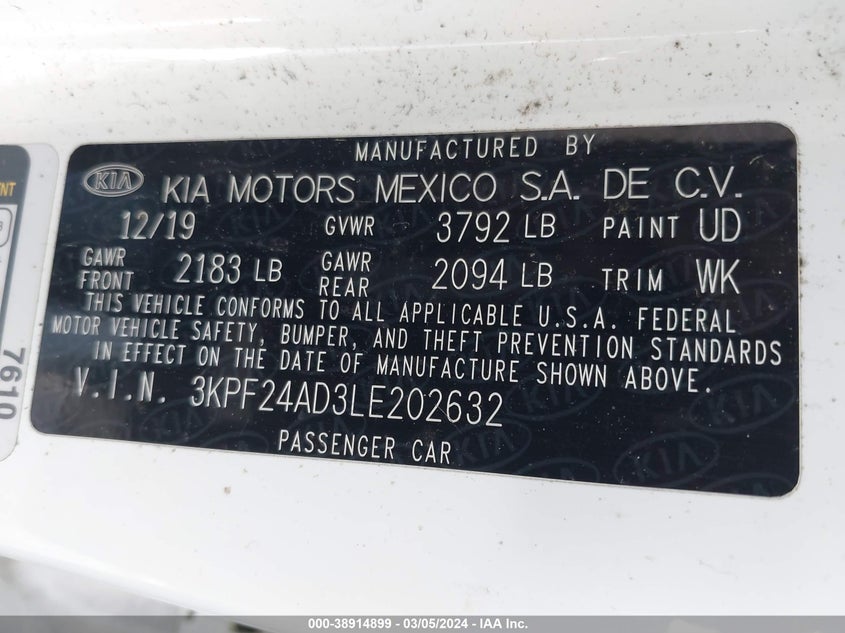 MANUFACTURED BY
KIA KIA MOTORS MEXICO S.A. DE C.V.
12/19 GVWR 3792 LB PAINT UD
GAWR FRONT 2183 LB GAWR REAR 2094 LB TRIM WK
THIS VEHICLE CONFORMS TO ALL APPLICABLE U.S.A. FEDERAL
MOTOR VEHICLE SAFETY, BUMPER, AND THEFT PREVENTION STANDARDS
IN EFFECT ON THE DATE OF MANUFACTURE SHOWN ABOVE.
V.I.N. 3KPF24AD3LE202632
PASSENGER CAR
7610
000-38914899 | 03/05/2024 - IAA Inc.